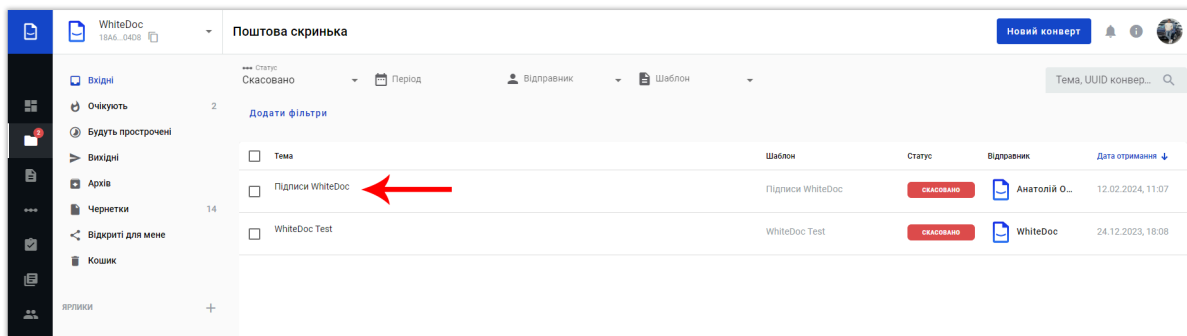 WhiteDoc
18A6...04D8
Поштова скринька
Новий конверт
Вхідні
Очікують 2
Будуть прострочені
Вихідні
Архів
Чернетки 14
Відкриті для мене
Кошик
ЯРЛИКИ +
2
Статус
Скасовано
Період
Відправник
Шаблон
Тема, UUID конвер...
Додати фільтри
Тема Шаблон Статус Відправник Дата отримання
Підписи WhiteDoc Підписи WhiteDoc СКАСОВАНО Анатолій О... 12.02.2024, 11:07
WhiteDoc Test WhiteDoc Test СКАСОВАНО WhiteDoc 24.12.2023, 18:08